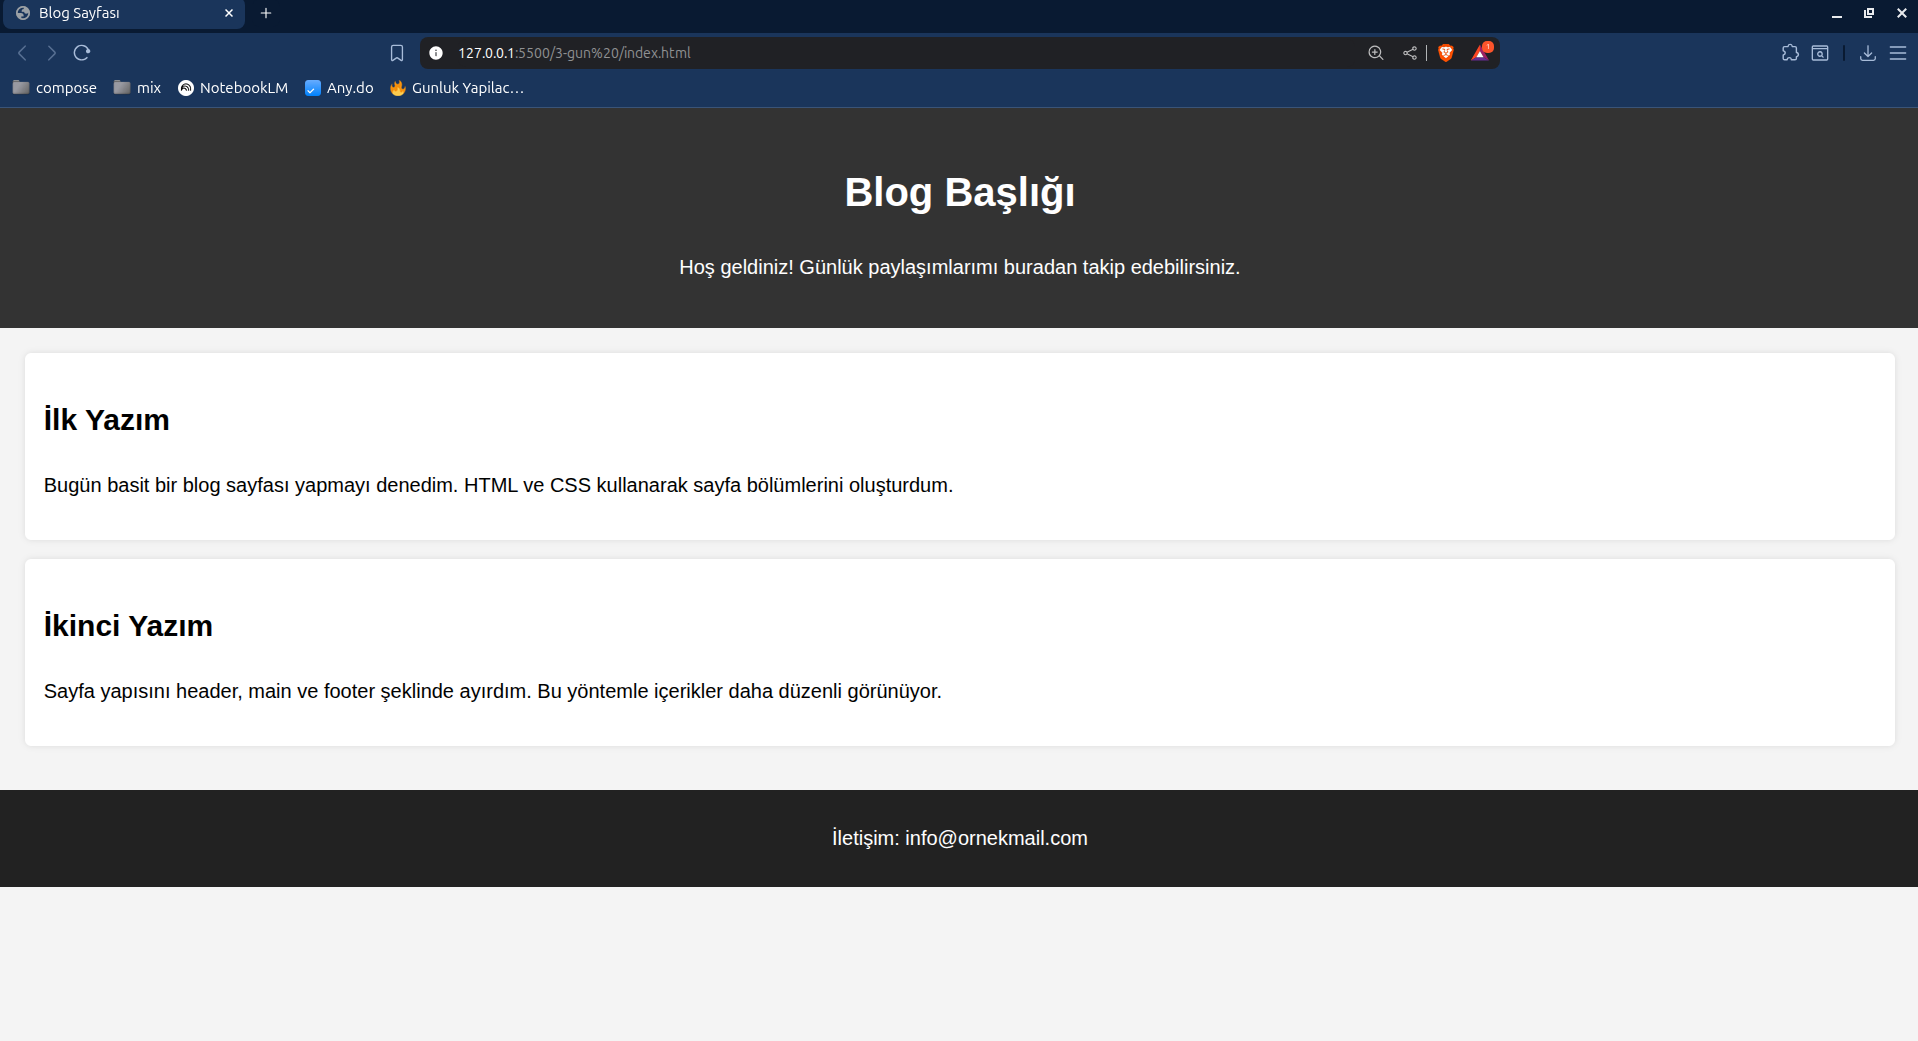 Blog Sayfası
127.0.0.1:5500/3-gun%20/index.html
1
compose mix NotebookLM Any.do Gunluk Yapilac...
Blog Başlığı
Hoş geldiniz! Günlük paylaşımlarımı buradan takip edebilirsiniz.
İlk Yazım
Bugün basit bir blog sayfası yapmayı denedim. HTML ve CSS kullanarak sayfa bölümlerini oluşturdum.
İkinci Yazım
Sayfa yapısını header, main ve footer şeklinde ayırdım. Bu yöntemle içerikler daha düzenli görünüyor.
İletişim: info@ornekmail.com